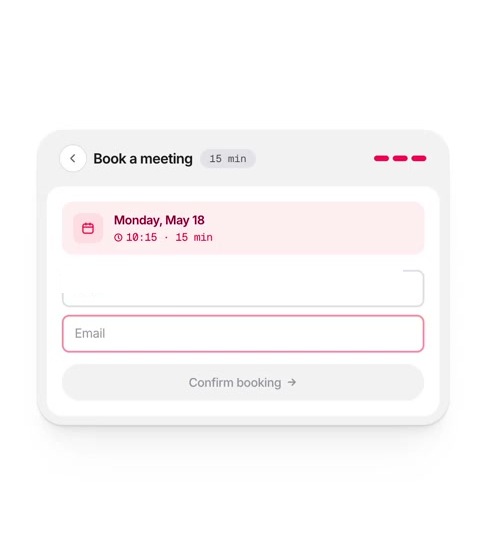 Book a meeting 15 min
Monday, May 18
10:15 · 15 min
Email
Confirm booking →